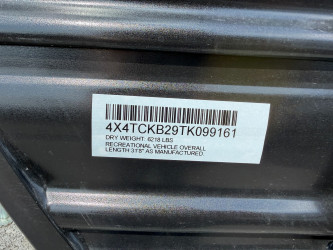 4X4TCKB29TK099161
DRY WEIGHT: 6218 LBS
RECREATIONAL VEHICLE OVERALL
LENGTH 31'8" AS MANUFACTURED.